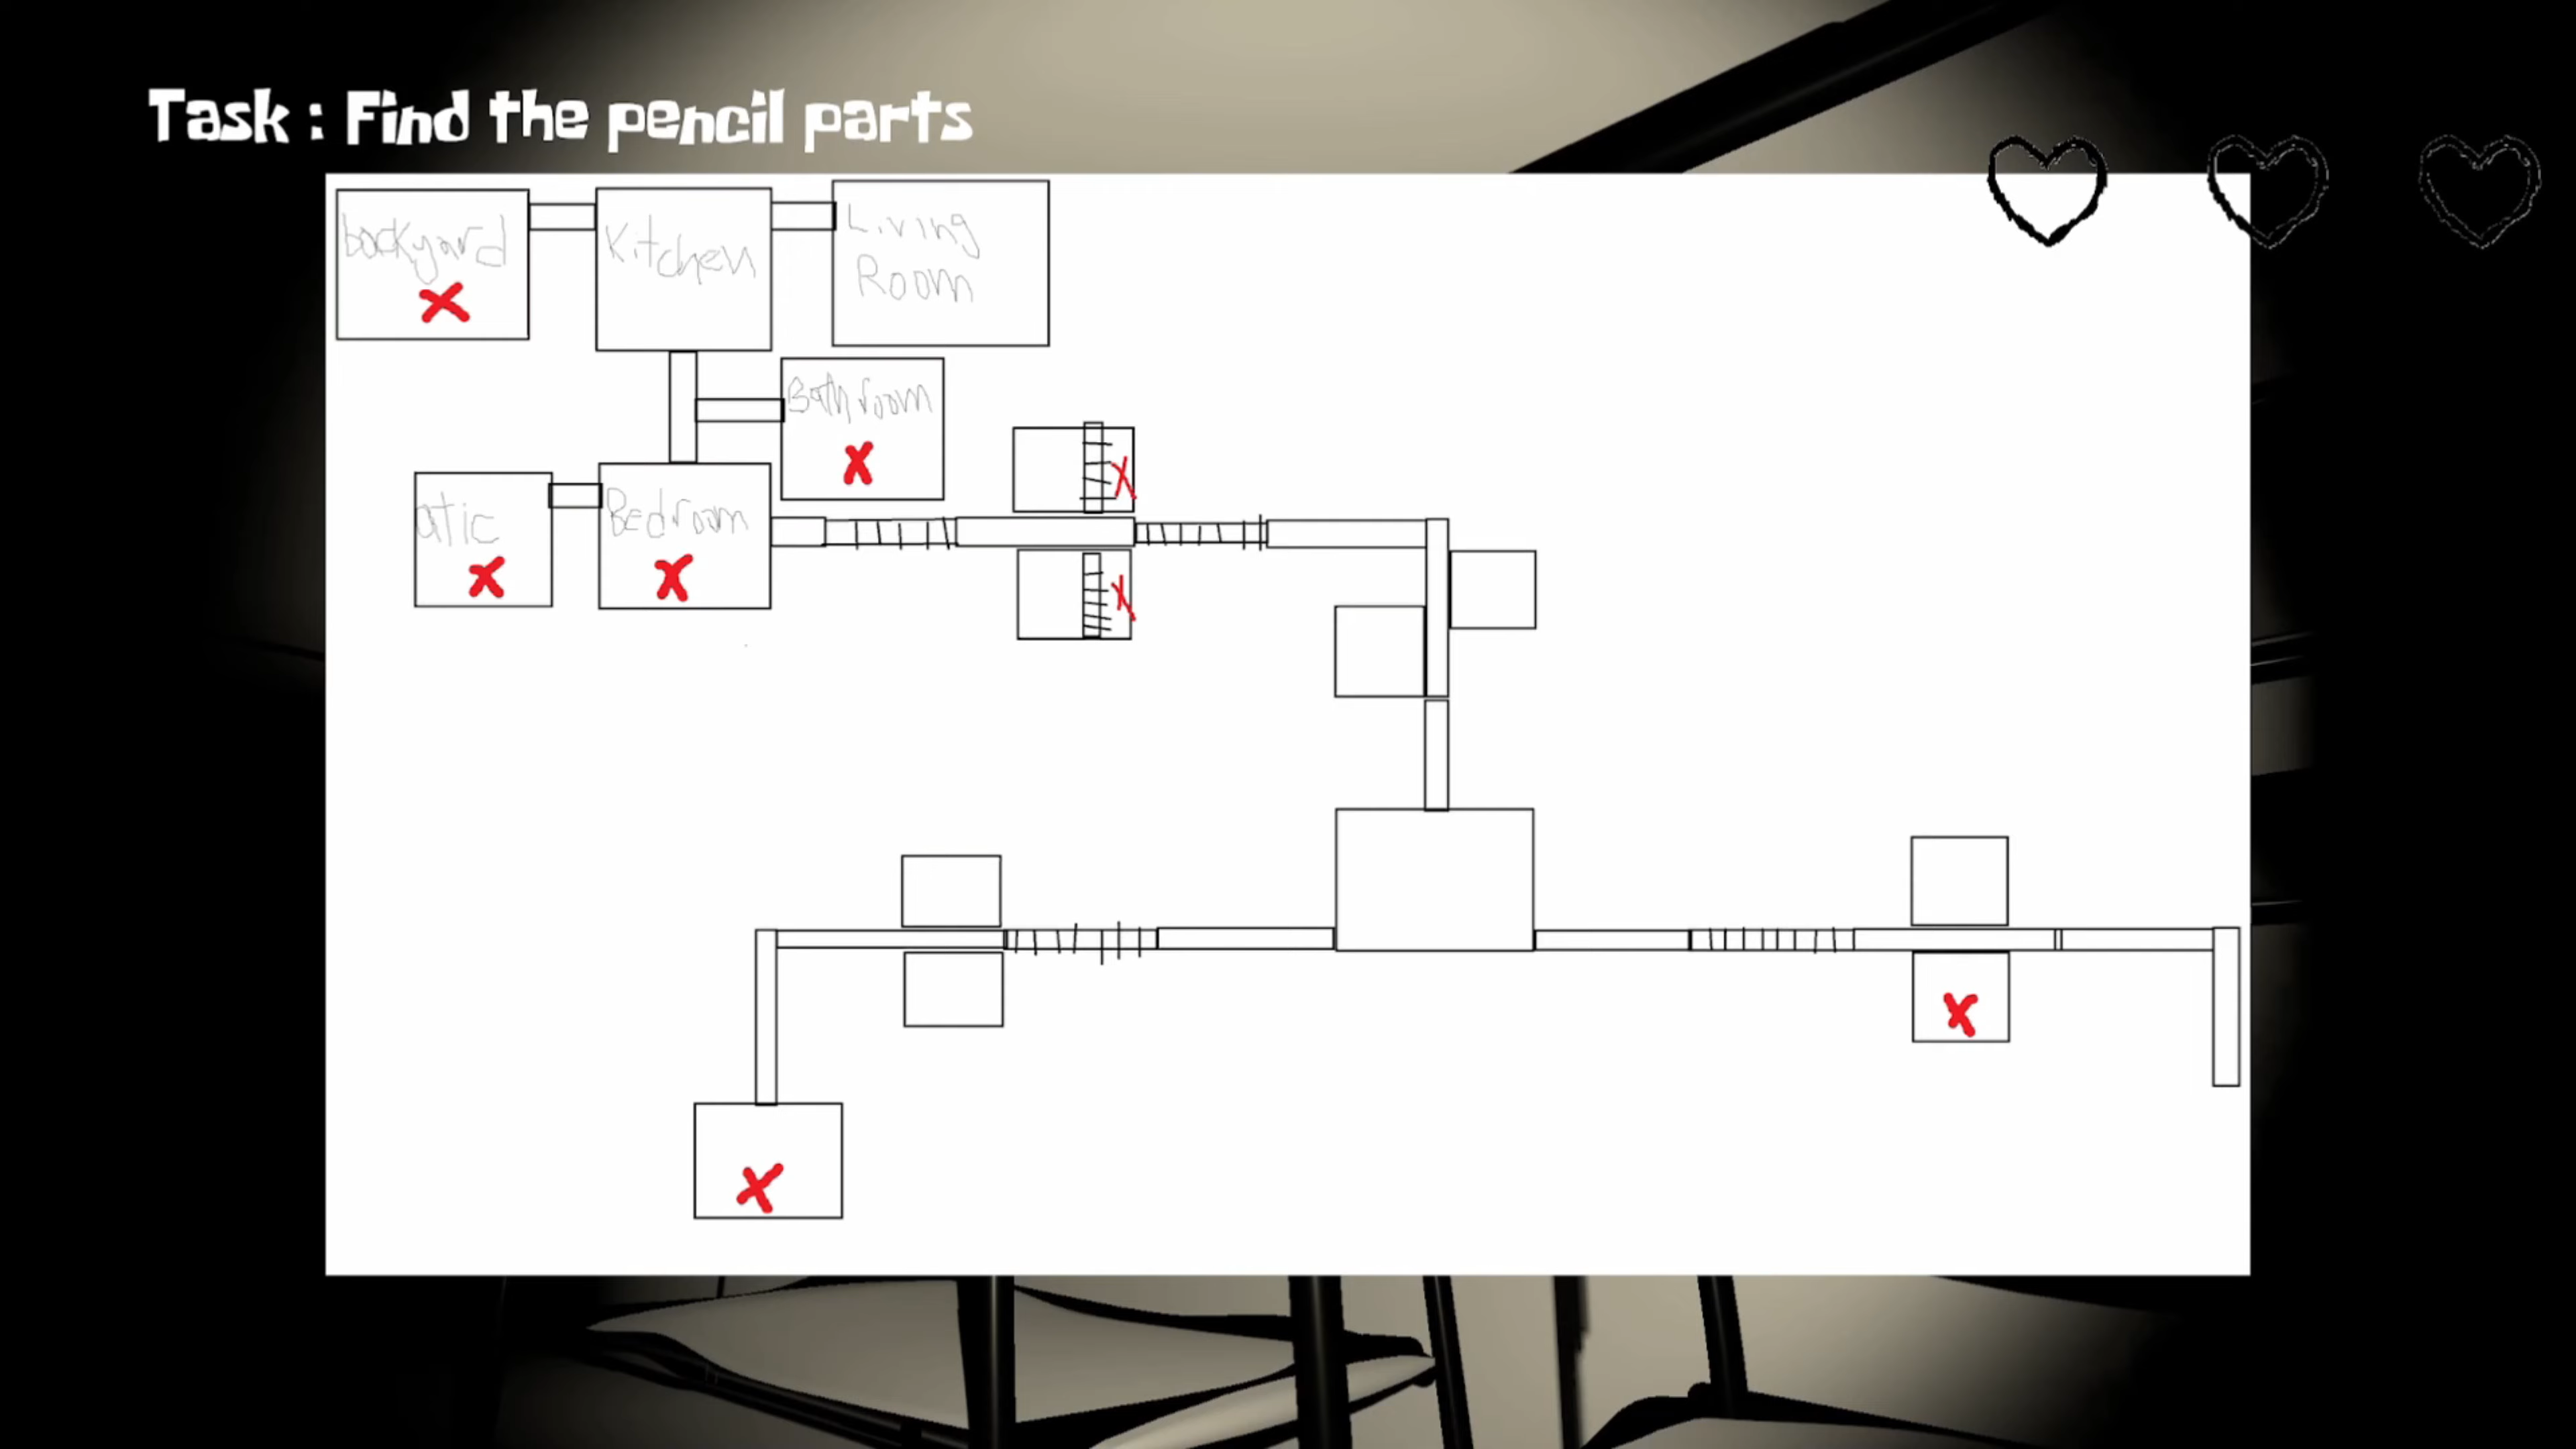 Task : Find the pencil parts
backyard
Kitchen
Living
Room
Bathroom
atic
Bedroom